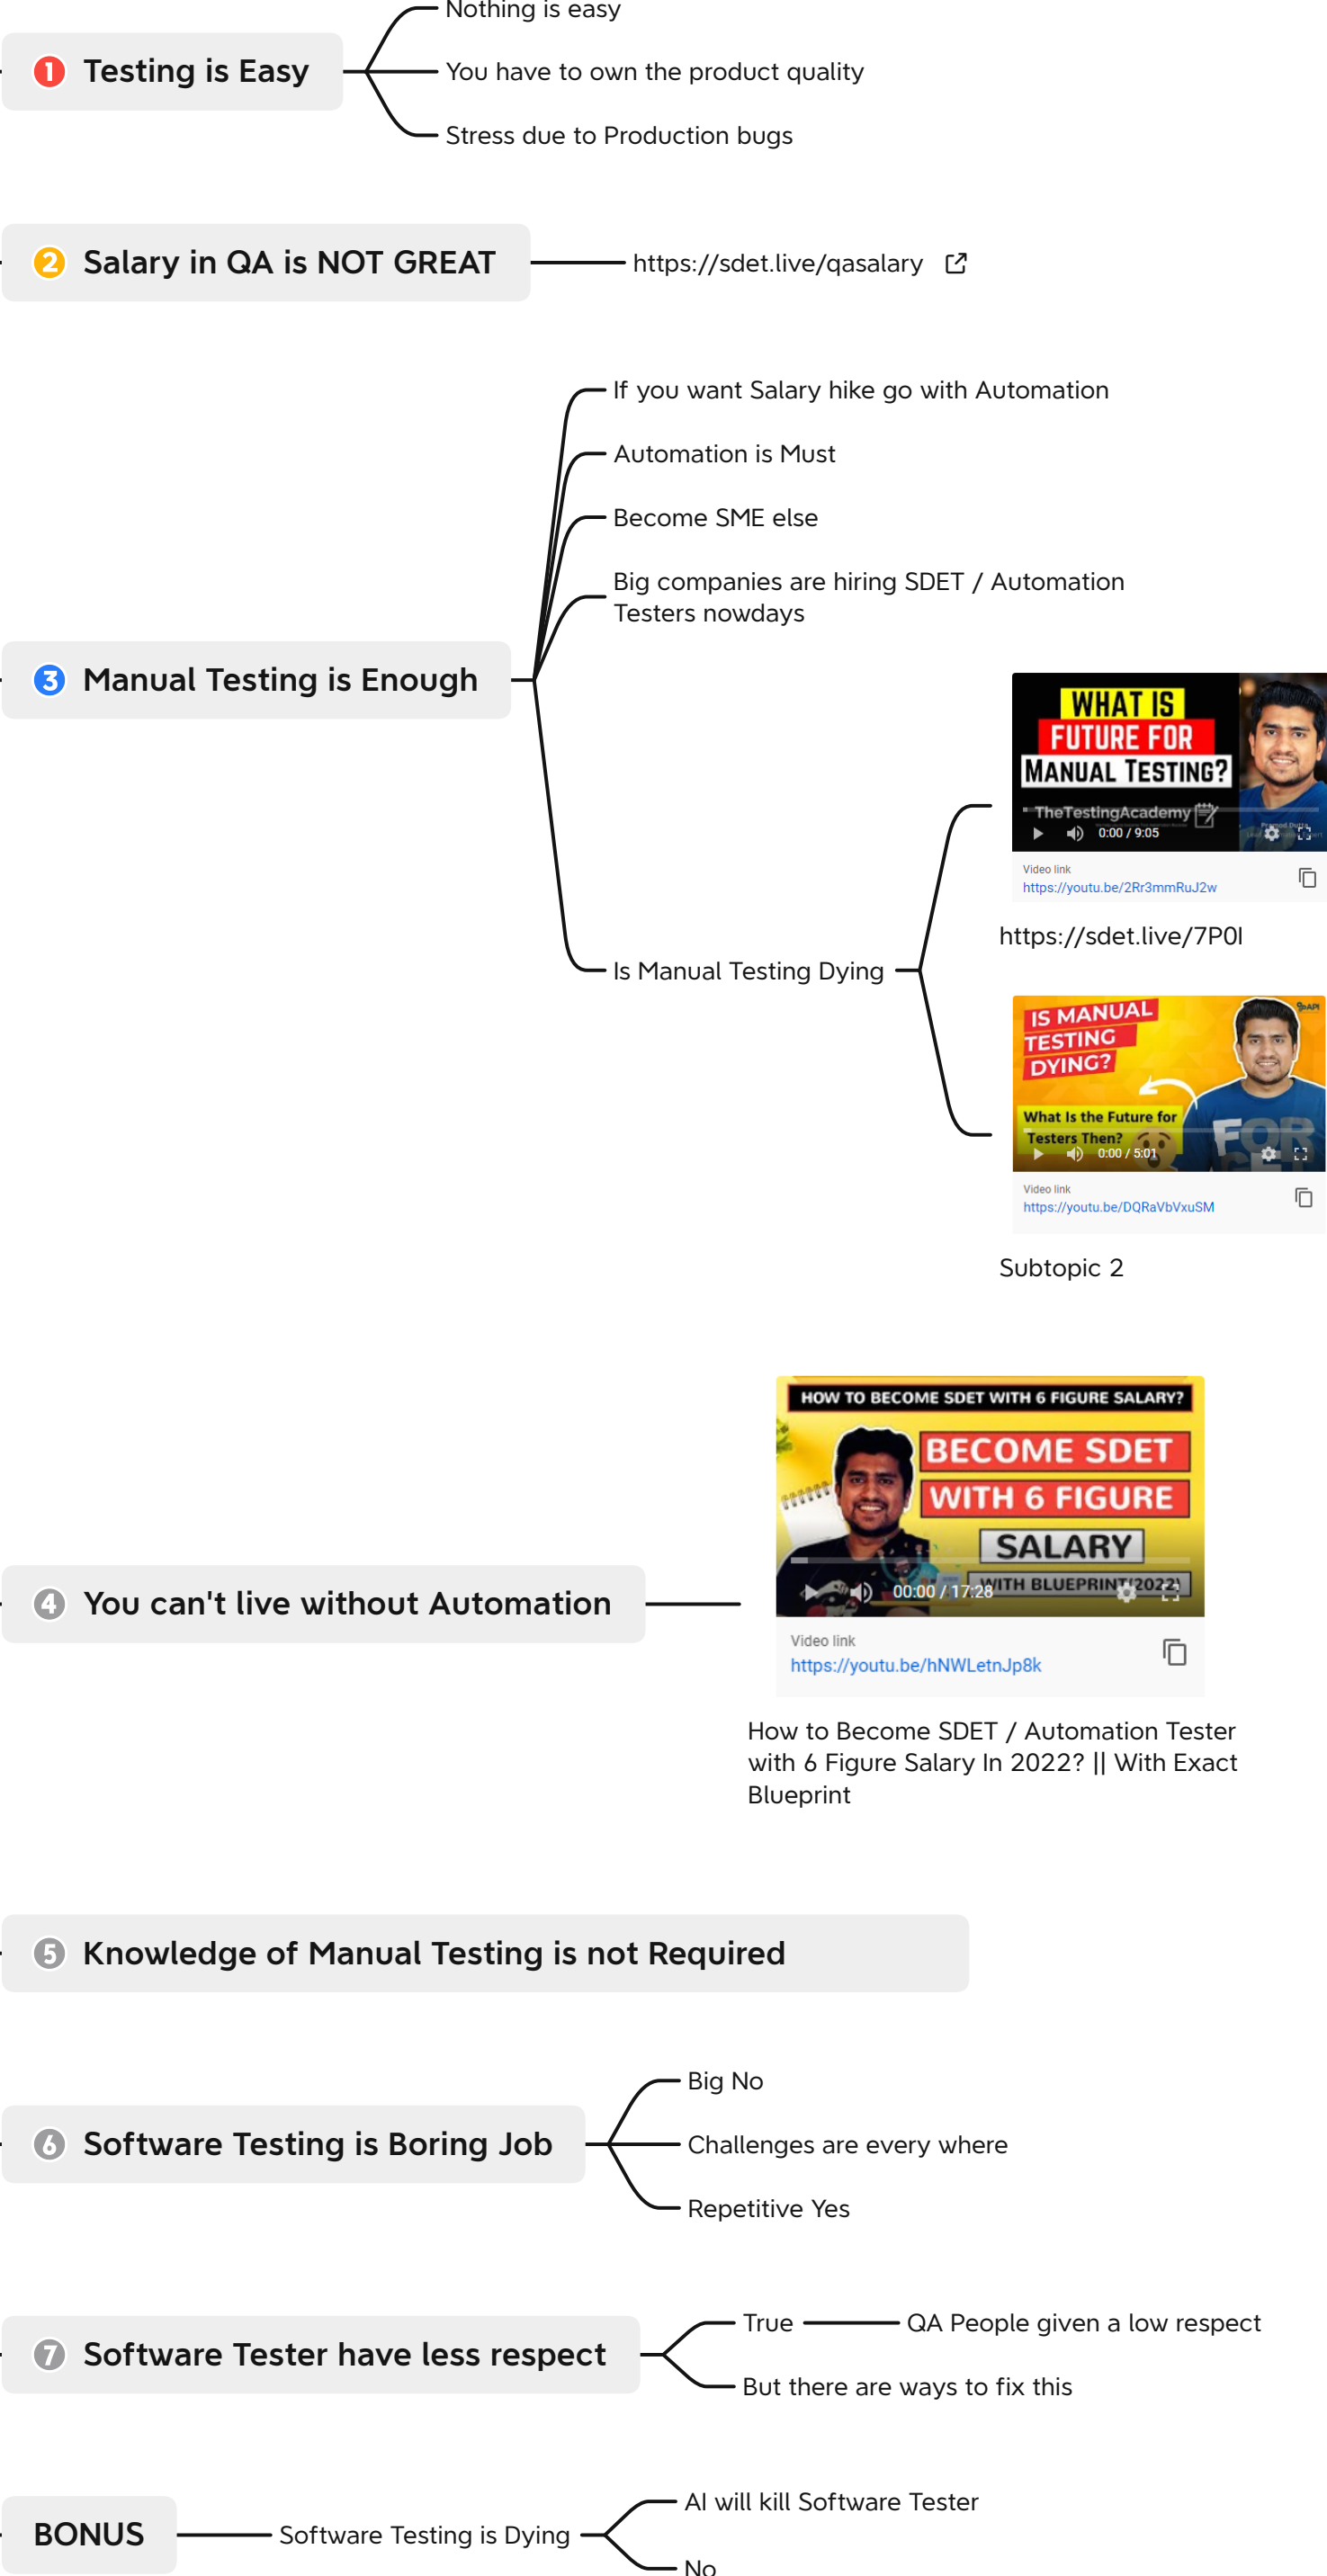 Nothing is easy
1 Testing is Easy
You have to own the product quality
Stress due to Production bugs
2 Salary in QA is NOT GREAT
https://sdet.live/qasalary
If you want Salary hike go with Automation
Automation is Must
Become SME else
Big companies are hiring SDET / Automation
Testers nowdays
3 Manual Testing is Enough
WHAT IS
FUTURE FOR
MANUAL TESTING?
TheTestingAcademy
Pramod Dutta
0:00 / 9:05
Video link
https://youtu.be/2Rr3mmRuJ2w
https://sdet.live/7P0I
Is Manual Testing Dying
IS MANUAL
TESTING
DYING?
What Is the Future for
Testers Then?
0:00 / 5:01
Video link
https://youtu.be/DQRaVbVxuSM
Subtopic 2
HOW TO BECOME SDET WITH 6 FIGURE SALARY?
BECOME SDET
WITH 6 FIGURE
SALARY
WITH BLUEPRINT(2022)
00:00 / 17:28
4 You can't live without Automation
Video link
https://youtu.be/hNWLetnJp8k
How to Become SDET / Automation Tester
with 6 Figure Salary In 2022? || With Exact
Blueprint
5 Knowledge of Manual Testing is not Required
Big No
6 Software Testing is Boring Job
Challenges are every where
Repetitive Yes
7 Software Tester have less respect
True
QA People given a low respect
But there are ways to fix this
BONUS
Software Testing is Dying
AI will kill Software Tester
No